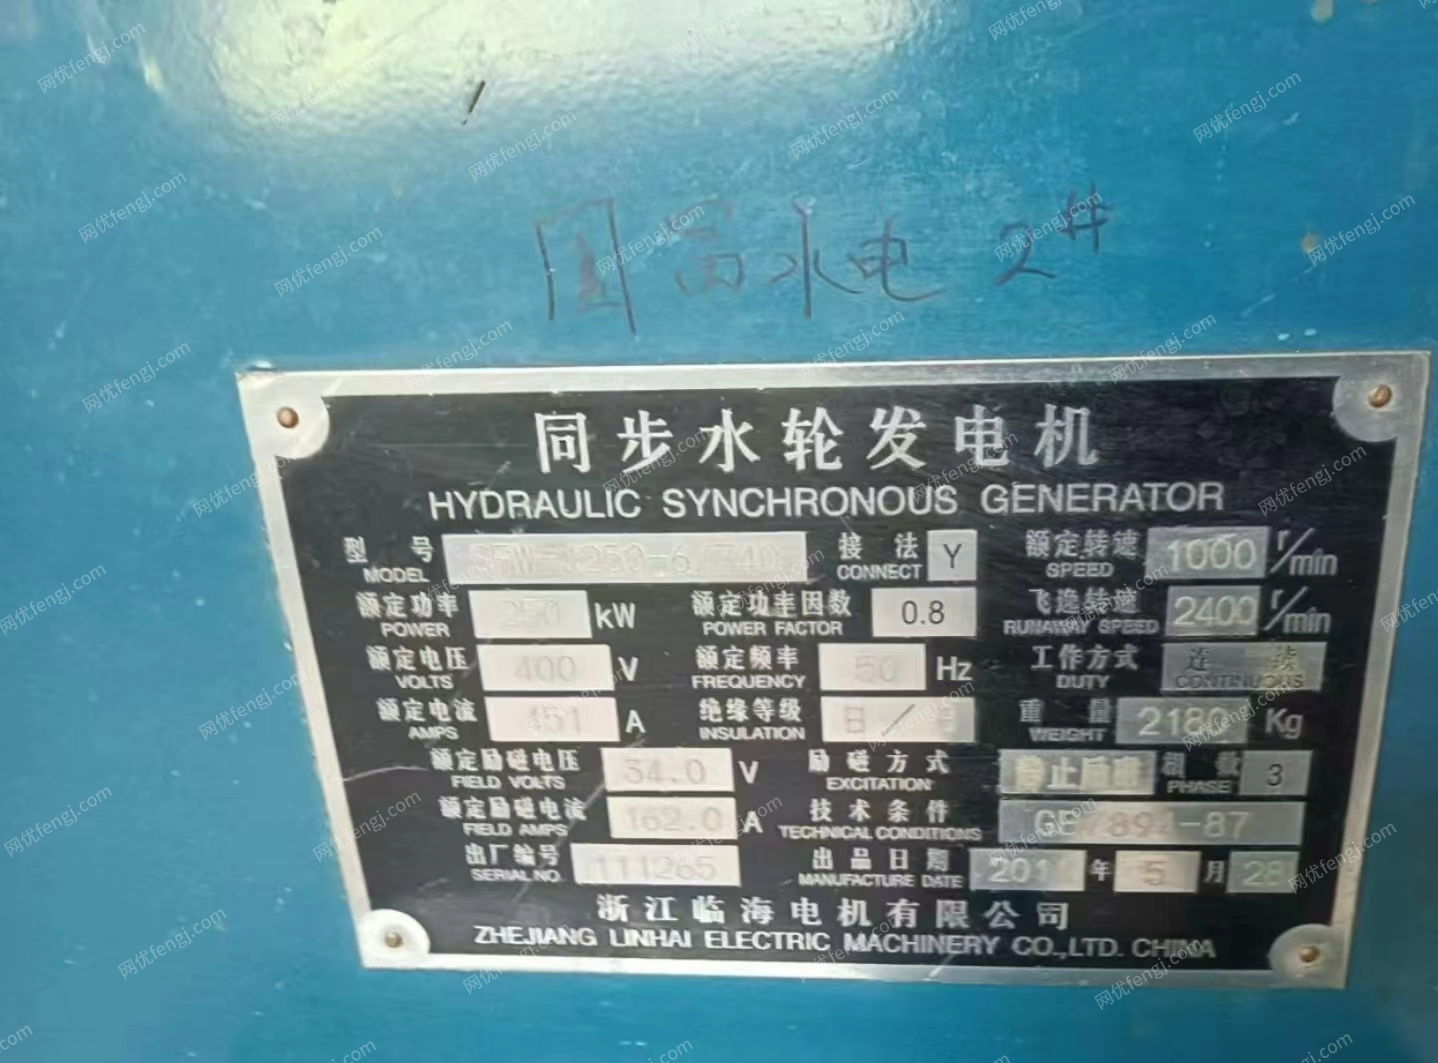 水电 2#
同步水轮发电机
HYDRAULIC SYNCHRONOUS GENERATOR
型号 MODEL 接法 CONNECT Y 额定转速 SPEED 1000 r/min
额定功率 POWER 250 kW 额定功率因数 POWER FACTOR 0.8 飞逸转速 RUNAWAY SPEED 2400 r/min
额定电压 VOLTS 400 V 额定频率 FREQUENCY 50 Hz 工作方式 DUTY 连续 CONTINUOUS
额定电流 AMPS 451 A 绝缘等级 INSULATION B / 重量 WEIGHT Kg
额定励磁电压 FIELD VOLTS 34.0 V 励磁方式 EXCITATION 静止励磁 相数 PHASE 3
额定励磁电流 FIELD AMPS 162.0 A 技术条件 TECHNICAL CONDITIONS
出厂编号 SERIAL NO. 111265 出品日期 MANUFACTURE DATE 年 5 月 28
浙江临海电机有限公司
ZHEJIANG LINHAI ELECTRIC MACHINERY CO.,LTD. CHINA
网优fengj.com